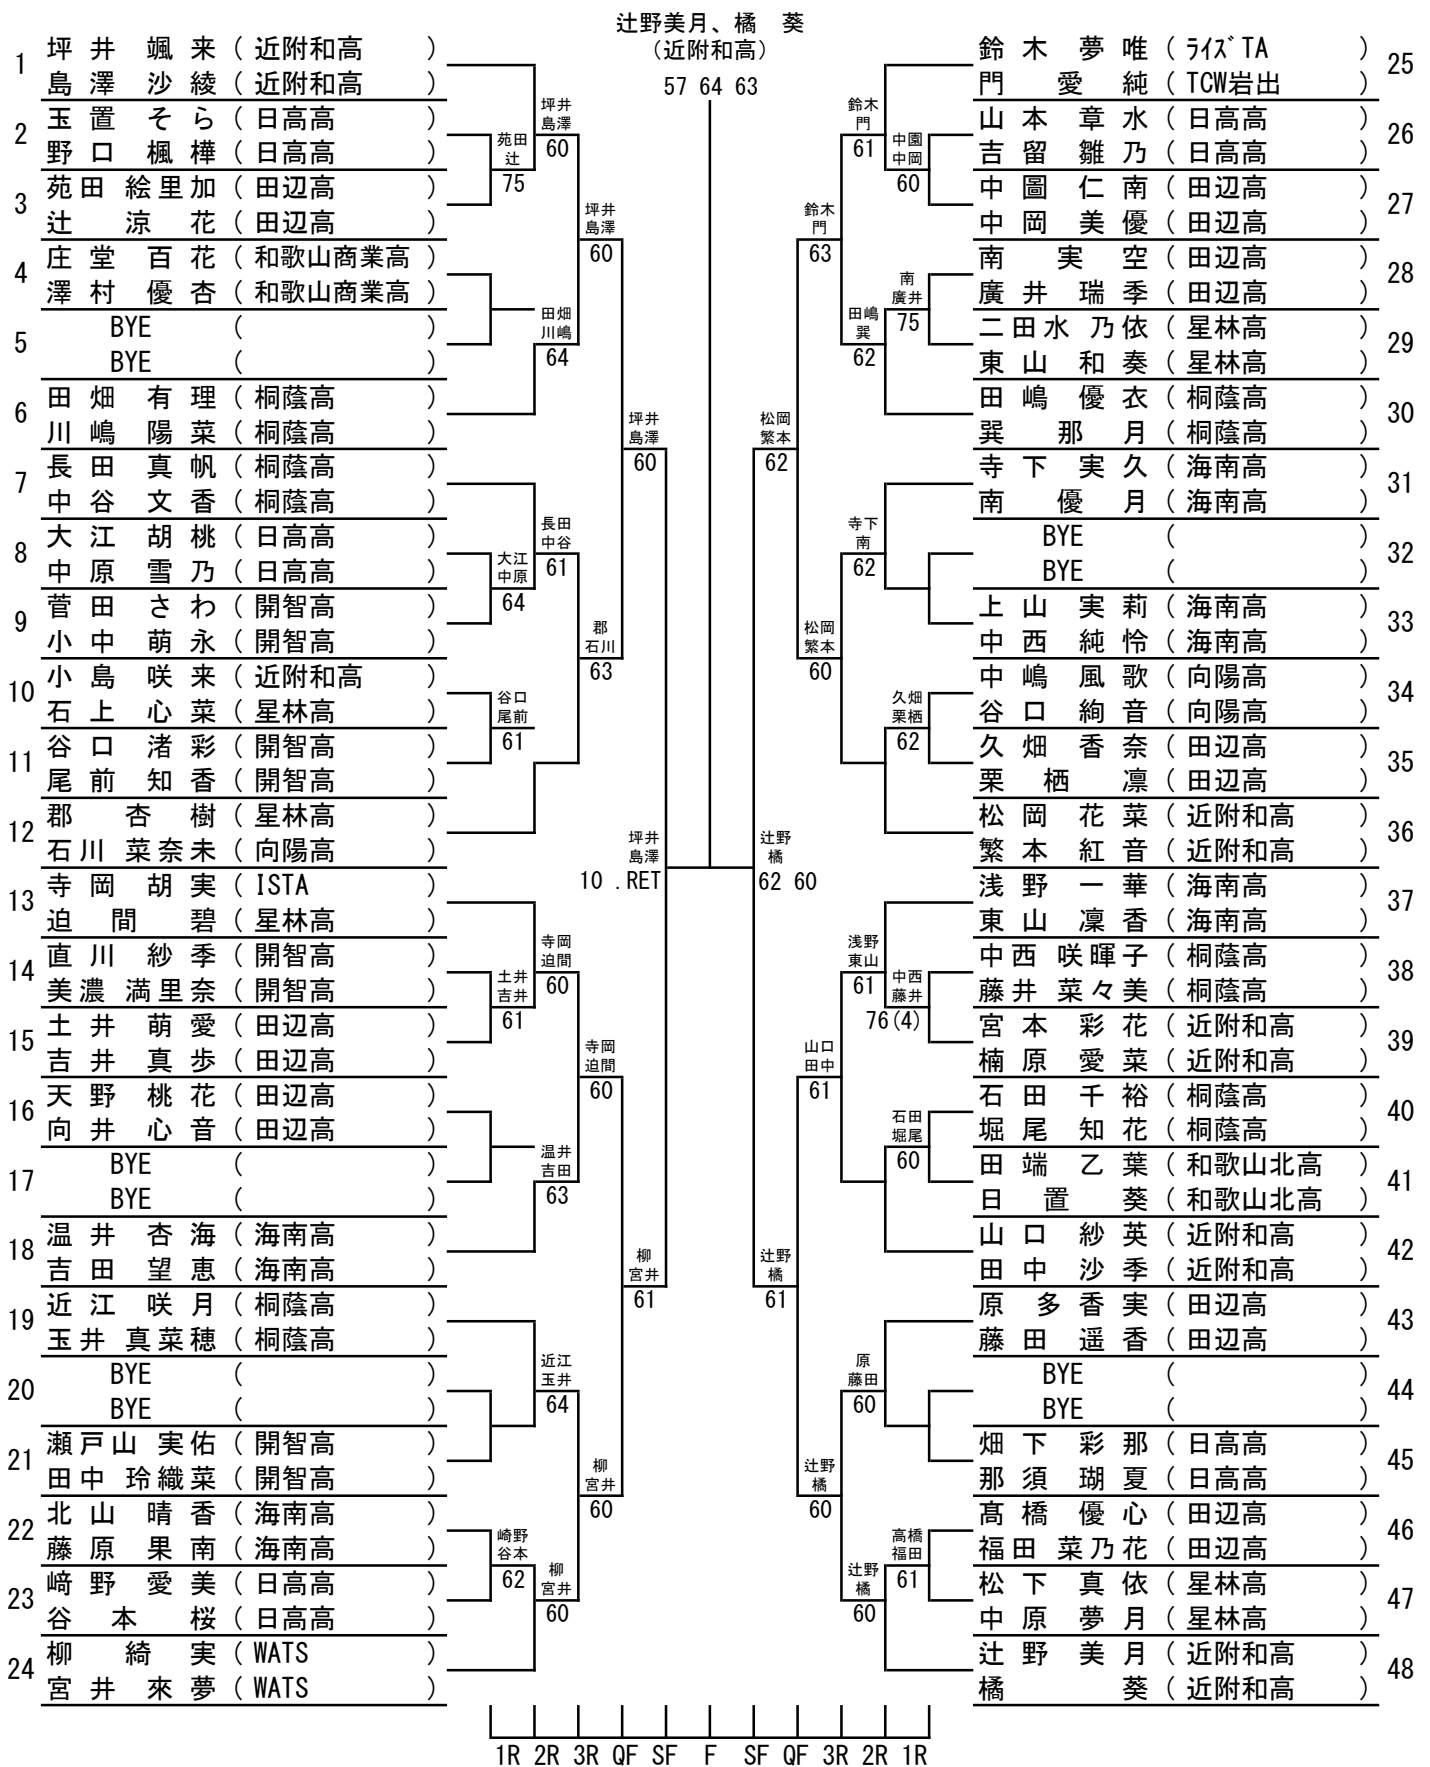 辻野美月、橘　葵
（近附和高）
57 64 63
1 坪井 颯来（近附和高）
島澤 沙綾（近附和高）
2 玉置 そら（日高高）
野口 楓樺（日高高）
3 苑田 絵里加（田辺高）
辻 涼花（田辺高）
4 庄堂 百花（和歌山商業高）
澤村 優杏（和歌山商業高）
5 BYE （ ）
BYE （ ）
6 田畑 有理（桐蔭高）
川嶋 陽菜（桐蔭高）
7 長田 真帆（桐蔭高）
中谷 文香（桐蔭高）
8 大江 胡桃（日高高）
中原 雪乃（日高高）
9 菅田 さわ（開智高）
小中 萌永（開智高）
10 小島 咲来（近附和高）
石上 心菜（星林高）
11 谷口 渚彩（開智高）
尾前 知香（開智高）
12 郡 杏樹（星林高）
石川 菜奈未（向陽高）
13 寺岡 胡実（ISTA）
迫間 碧（星林高）
14 直川 紗季（開智高）
美濃 満里奈（開智高）
15 土井 萌愛（田辺高）
吉井 真歩（田辺高）
16 天野 桃花（田辺高）
向井 心音（田辺高）
17 BYE （ ）
BYE （ ）
18 温井 杏海（海南高）
吉田 望恵（海南高）
19 近江 咲月（桐蔭高）
玉井 真菜穂（桐蔭高）
20 BYE （ ）
BYE （ ）
21 瀬戸山 実佑（開智高）
田中 玲織菜（開智高）
22 北山 晴香（海南高）
藤原 果南（海南高）
23 﨑野 愛美（日高高）
谷本 桜（日高高）
24 柳 綺実（WATS）
宮井 來夢（WATS）
苑田
辻
75
大江
中原
64
谷口
尾前
61
土井
吉井
61
崎野
谷本
62
坪井
島澤
60
田畑
川嶋
64
長田
中谷
61
寺岡
迫間
60
温井
吉田
63
近江
玉井
64
柳
宮井
60
坪井
島澤
60
郡
石川
63
寺岡
迫間
60
柳
宮井
60
坪井
島澤
60
柳
宮井
61
坪井
島澤
10 .RET
辻野
橘
62 60
松岡
繁本
62
辻野
橘
61
鈴木
門
63
松岡
繁本
60
山口
田中
61
辻野
橘
60
鈴木
門
61
田嶋
巽
62
寺下
南
62
浅野
東山
61
原
藤田
60
辻野
橘
60
中園
中岡
60
南
廣井
75
久畑
栗栖
62
中西
藤井
76(4)
石田
堀尾
60
高橋
福田
61
鈴木 夢唯（ﾗｲｽﾞTA） 25
門 愛純（TCW岩出）
山本 章水（日高高） 26
吉留 雛乃（日高高）
中圖 仁南（田辺高） 27
中岡 美優（田辺高）
南 実空（田辺高） 28
廣井 瑞季（田辺高）
二田水 乃依（星林高） 29
東山 和奏（星林高）
田嶋 優衣（桐蔭高） 30
巽 那月（桐蔭高）
寺下 実久（海南高） 31
南 優月（海南高）
BYE （ ） 32
BYE （ ）
上山 実莉（海南高） 33
中西 純怜（海南高）
中嶋 風歌（向陽高） 34
谷口 絢音（向陽高）
久畑 香奈（田辺高） 35
栗栖 凛（田辺高）
松岡 花菜（近附和高） 36
繁本 紅音（近附和高）
浅野 一華（海南高） 37
東山 凜香（海南高）
中西 咲暉子（桐蔭高） 38
藤井 菜々美（桐蔭高）
宮本 彩花（近附和高） 39
楠原 愛菜（近附和高）
石田 千裕（桐蔭高） 40
堀尾 知花（桐蔭高）
田端 乙葉（和歌山北高） 41
日置 葵（和歌山北高）
山口 紗英（近附和高） 42
田中 沙季（近附和高）
原 多香実（田辺高） 43
藤田 遥香（田辺高）
BYE （ ） 44
BYE （ ）
畑下 彩那（日高高） 45
那須 瑚夏（日高高）
髙橋 優心（田辺高） 46
福田 菜乃花（田辺高）
松下 真依（星林高） 47
中原 夢月（星林高）
辻野 美月（近附和高） 48
橘 葵（近附和高）
1R 2R 3R QF SF F SF QF 3R 2R 1R